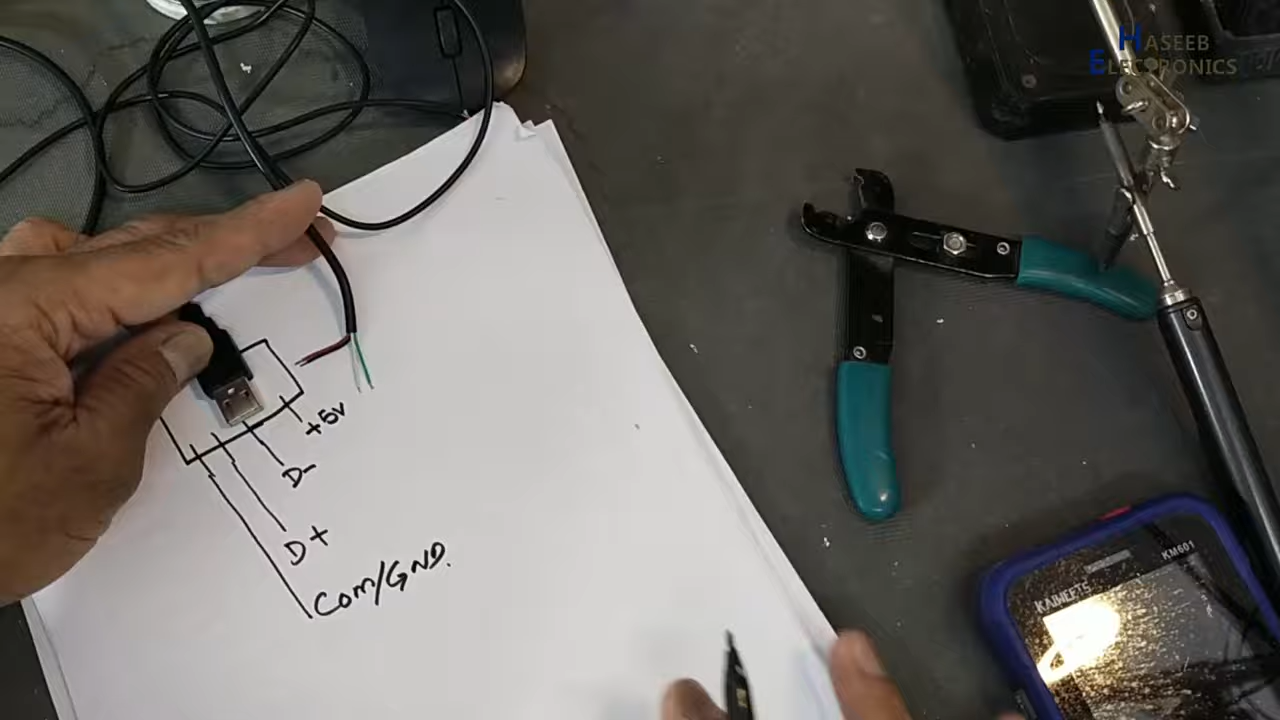 HASEEB
ELECTRONICS
+5V
D-
D+
Com/GND.
KM601
KAIWEETS